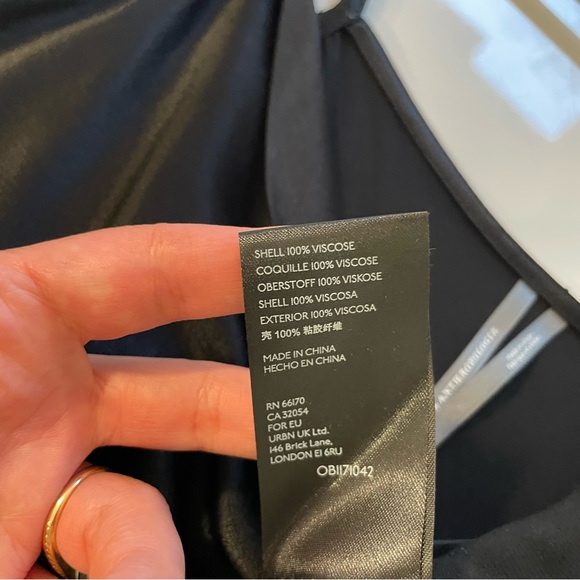 SHELL 100% VISCOSE
COQUILLE 100% VISCOSE
OBERSTOFF 100% VISKOSE
SHELL 100% VISCOSA
EXTERIOR 100% VISCOSA
壳 100% 粘胶纤维
MADE IN CHINA
HECHO EN CHINA
RN 66170
CA 32054
FOR EU
URBN UK Ltd.
146 Brick Lane,
LONDON E1 6RU
OB1171042